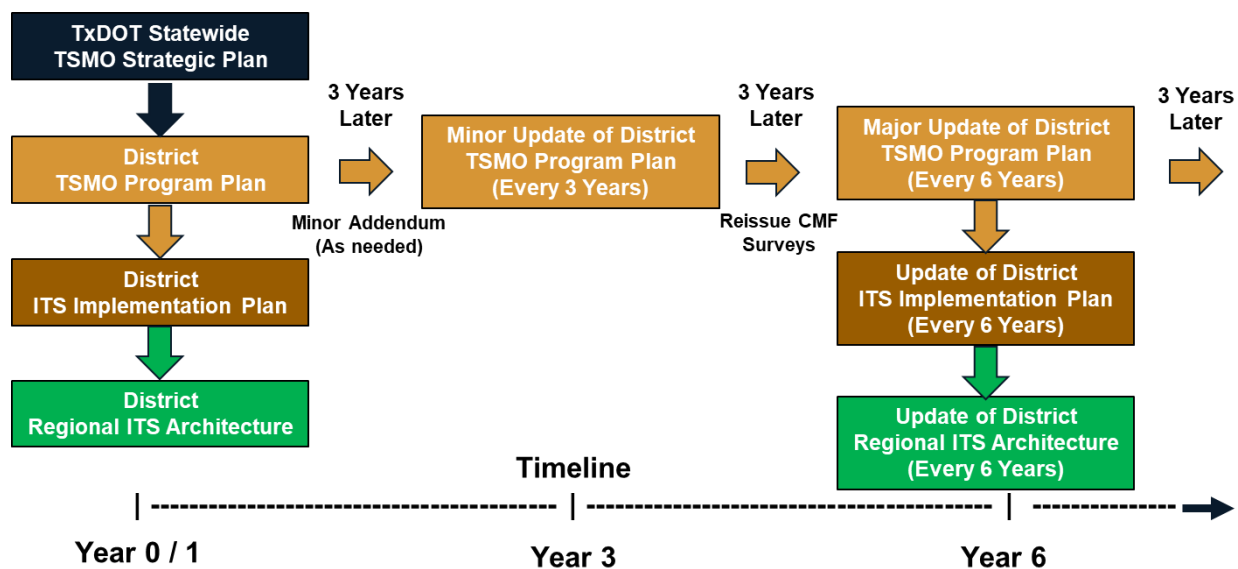 TxDOT Statewide
TSMO Strategic Plan
District
TSMO Program Plan
District
ITS Implementation Plan
District
Regional ITS Architecture
3 Years
Later
Minor Addendum
(As needed)
Minor Update of District
TSMO Program Plan
(Every 3 Years)
3 Years
Later
Reissue CMF
Surveys
Major Update of District
TSMO Program Plan
(Every 6 Years)
Update of District
ITS Implementation Plan
(Every 6 Years)
Update of District
Regional ITS Architecture
(Every 6 Years)
3 Years
Later
Timeline
Year 0 / 1
Year 3
Year 6